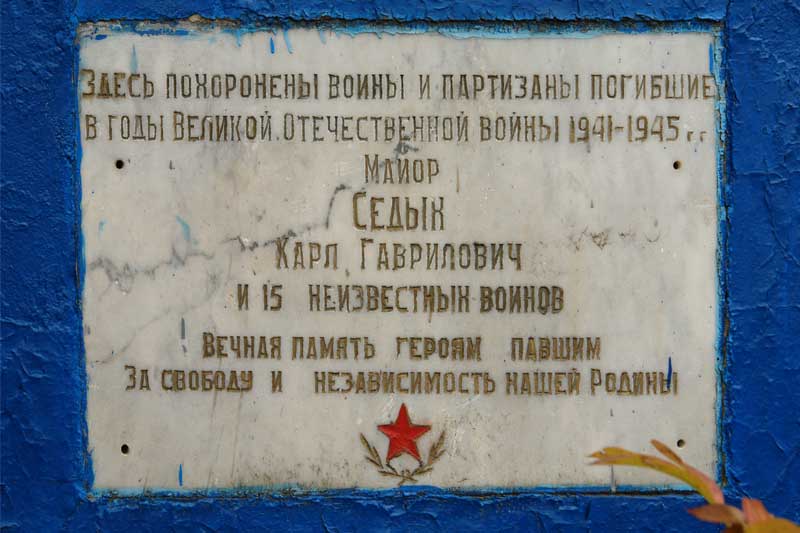 Здесь похоронены воины и партизаны погибшие
в годы Великой Отечественной войны 1941-1945 г.г.
Майор
Седых
Карл Гаврилович
и 15 неизвестных воинов
Вечная память героям павшим
За свободу и независимость нашей Родины